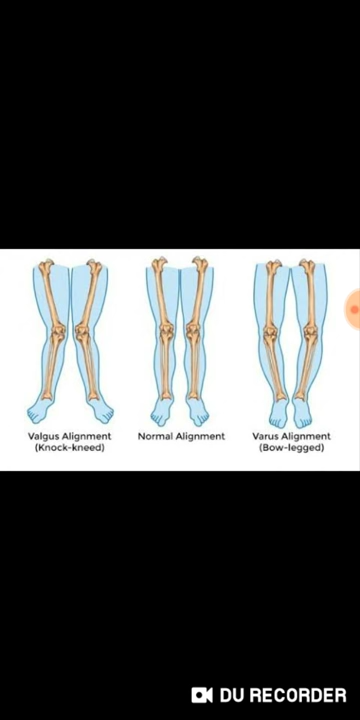 Valgus Alignment
(Knock-kneed)
Normal Alignment
Varus Alignment
(Bow-legged)
DU RECORDER